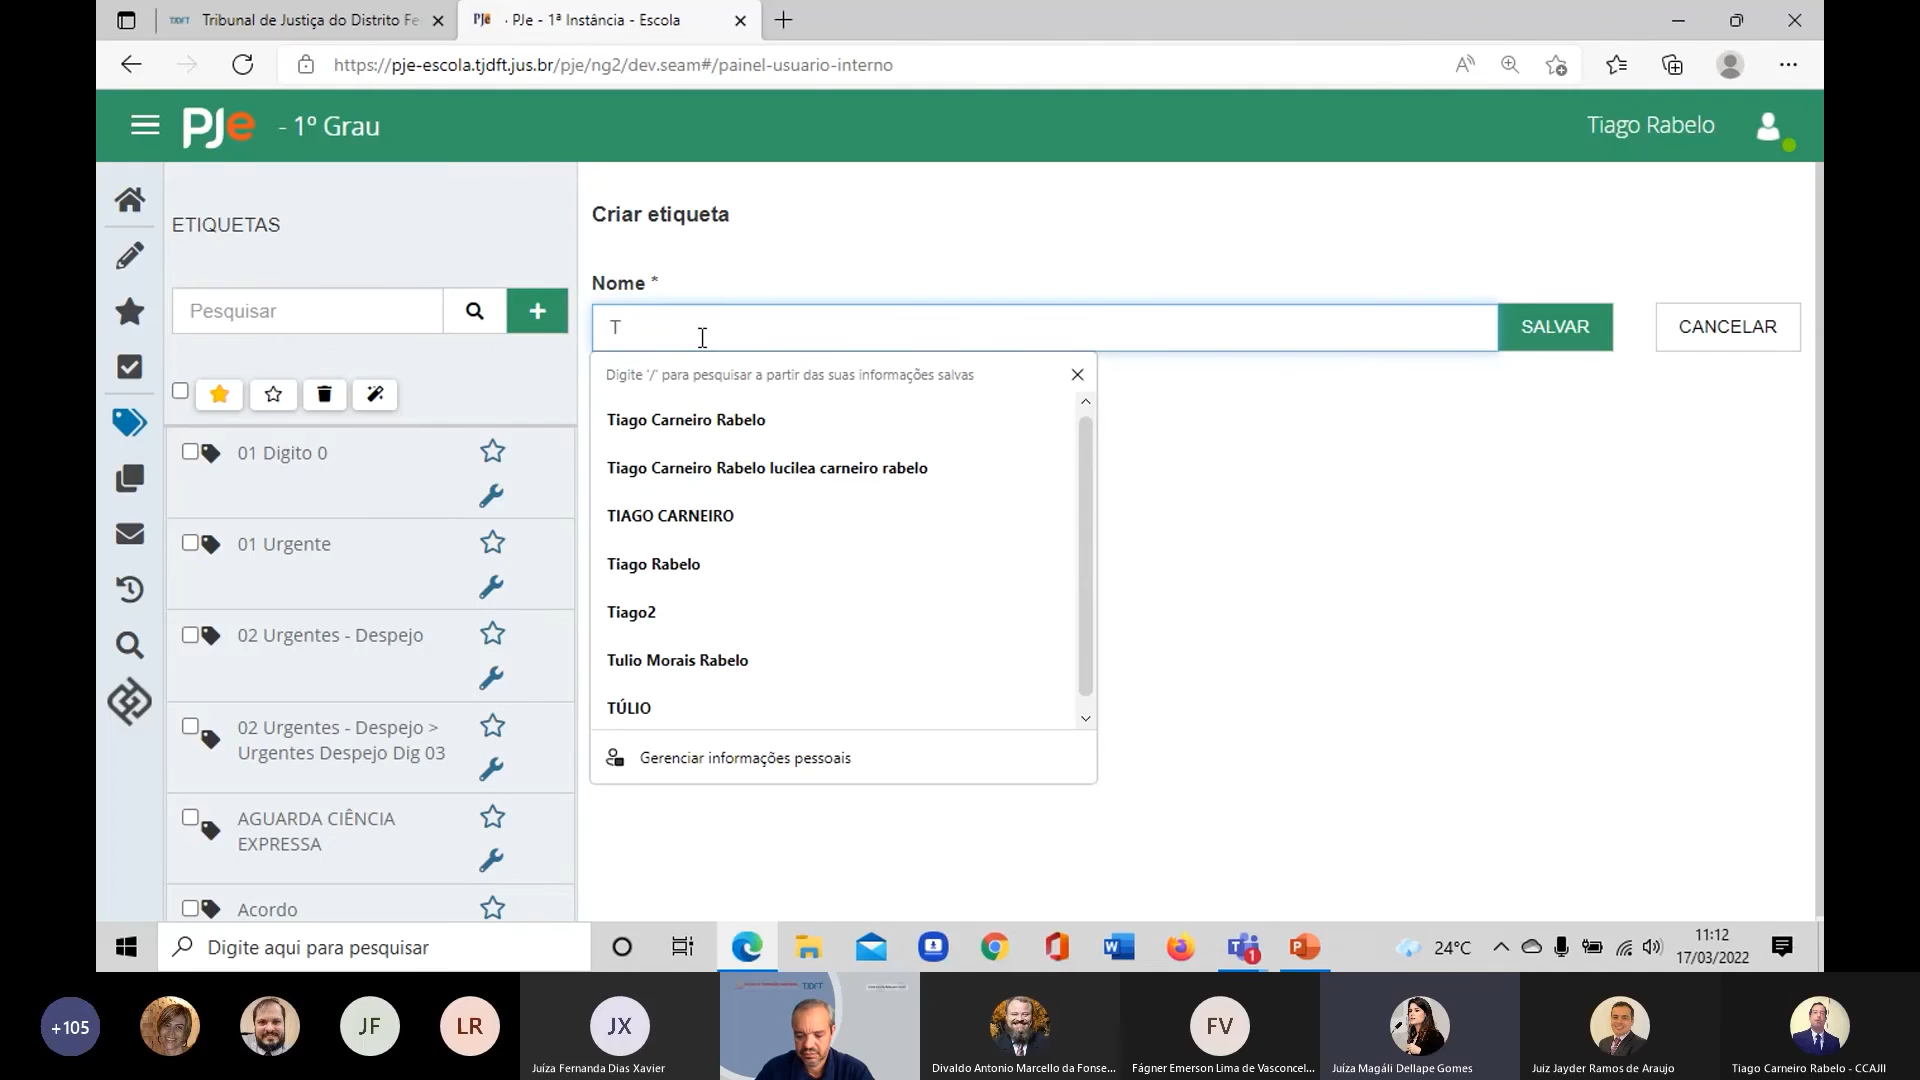 TJDFT Tribunal de Justiça do Distrito Fe
PJe · PJe - 1ª Instância - Escola
https://pje-escola.tjdft.jus.br/pje/ng2/dev.seam#/painel-usuario-interno
PJe - 1º Grau
Tiago Rabelo
ETIQUETAS
Pesquisar
01 Digito 0
01 Urgente
02 Urgentes - Despejo
02 Urgentes - Despejo >
Urgentes Despejo Dig 03
AGUARDA CIÊNCIA
EXPRESSA
Acordo
Criar etiqueta
Nome *
T
SALVAR
CANCELAR
Digite '/' para pesquisar a partir das suas informações salvas
Tiago Carneiro Rabelo
Tiago Carneiro Rabelo lucilea carneiro rabelo
TIAGO CARNEIRO
Tiago Rabelo
Tiago2
Tulio Morais Rabelo
TÚLIO
Gerenciar informações pessoais
Digite aqui para pesquisar
1
24°C
11:12
17/03/2022
+105
JF
LR
JX
Juíza Fernanda Dias Xavier
TJDFT
Divaldo Antonio Marcello da Fonse...
FV
Fágner Emerson Lima de Vasconcel...
Juíza Magáli Dellape Gomes
Juiz Jayder Ramos de Araujo
Tiago Carneiro Rabelo - CCAJII